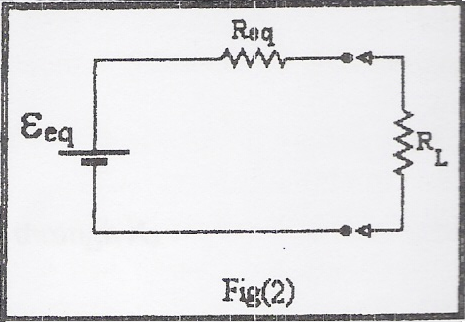 Req
εeq
RL
Fig(2)